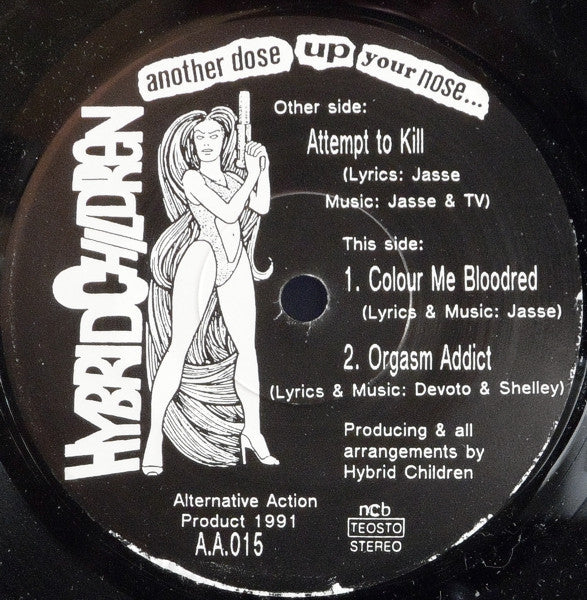 another dose up your nose...
HYBRID CHILDREN
Other side:
Attempt to Kill
(Lyrics: Jasse
Music: Jasse & TV)
This side:
1. Colour Me Bloodred
(Lyrics & Music: Jasse)
2. Orgasm Addict
(Lyrics & Music: Devoto & Shelley)
Producing & all
arrangements by
Hybrid Children
Alternative Action
Product 1991
A.A.015
ncb
TEOSTO
STEREO